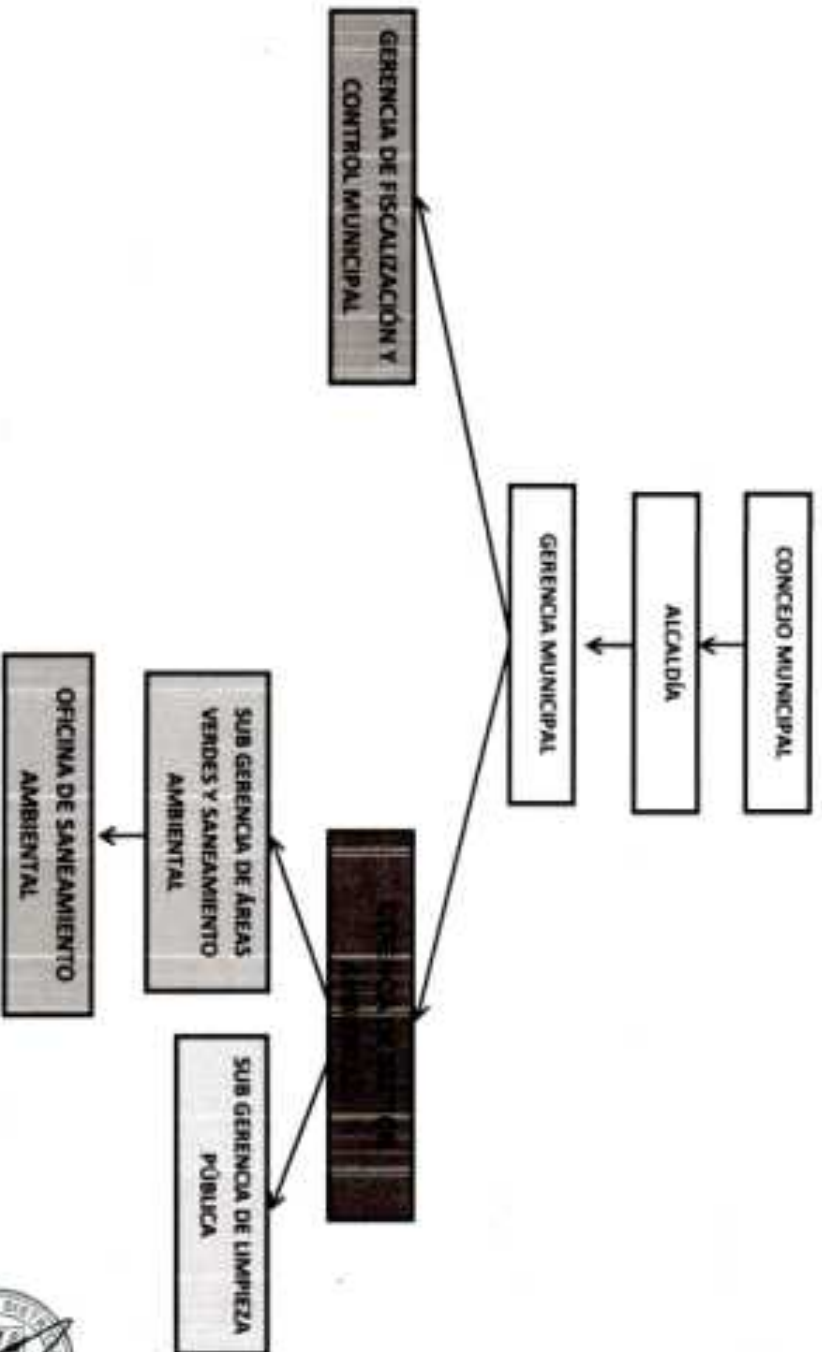 CONCEJO MUNICIPAL
ALCALDÍA
GERENCIA MUNICIPAL
GERENCIA DE FISCALIZACIÓN Y
CONTROL MUNICIPAL
SUB GERENCIA DE ÁREAS
VERDES Y SANEAMIENTO
AMBIENTAL
SUB GERENCIA DE LIMPIEZA
PÚBLICA
OFICINA DE SANEAMIENTO
AMBIENTAL